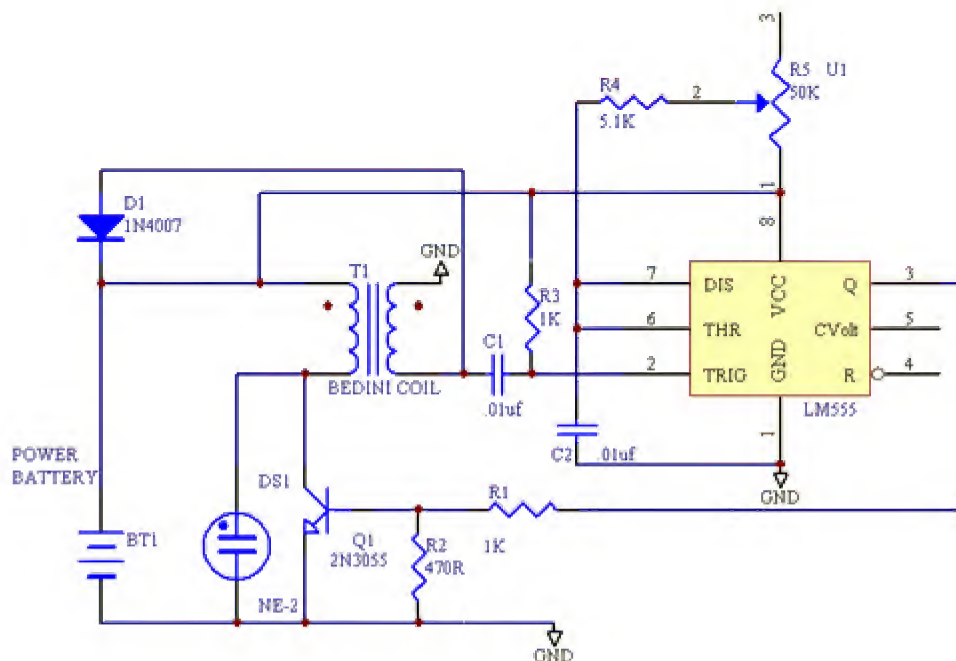 3
R5 U1
50K
R4
2
5.1K
1
D1
1N4007
8
GND
T1
7
DIS
VCC
Q
3
R3
1K
6
THR
CVolt
5
C1
2
TRIG
GND
R
4
BEDINI COIL
.01uf
LM555
1
C2
.01uf
POWER
BATTERY
DS1
R1
GND
BT1
Q1
2N3055
R2
470R
1K
NE-2
GND